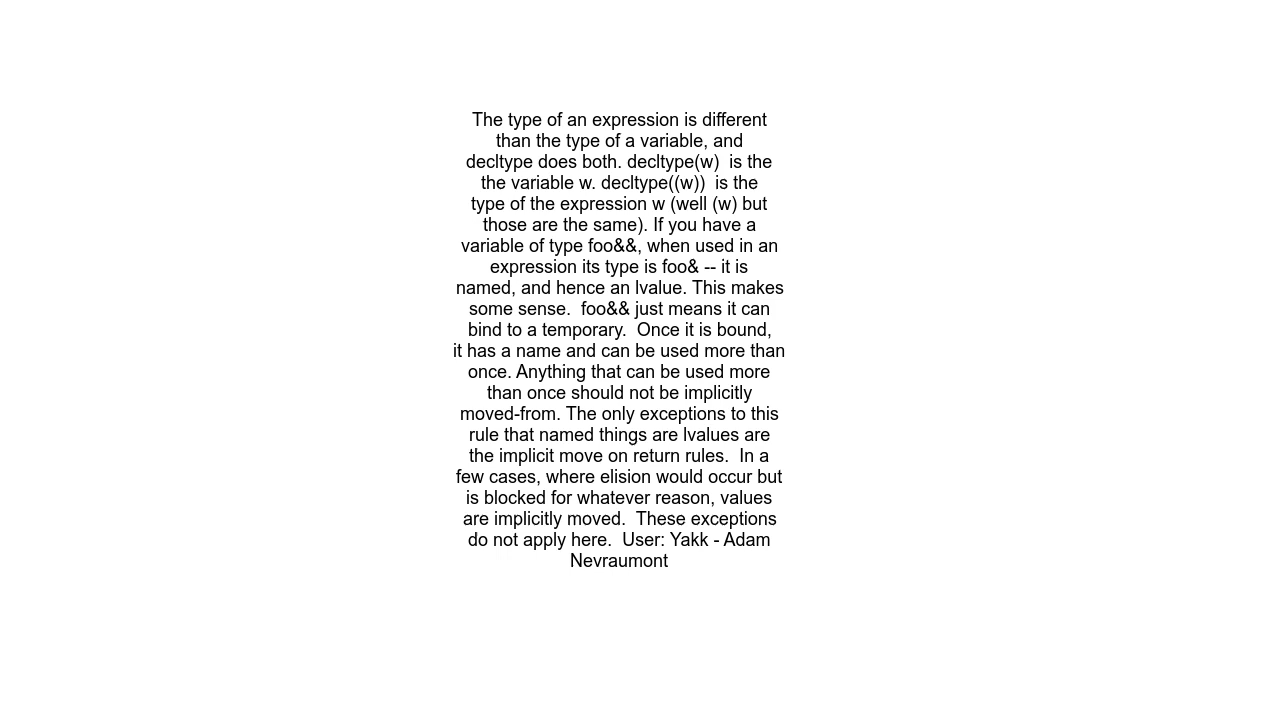 The type of an expression is different
than the type of a variable, and
decltype does both. decltype(w)  is the
the variable w. decltype((w))  is the
type of the expression w (well (w) but
those are the same). If you have a
variable of type foo&&, when used in an
expression its type is foo& -- it is
named, and hence an lvalue. This makes
some sense.  foo&& just means it can
bind to a temporary.  Once it is bound,
it has a name and can be used more than
once. Anything that can be used more
than once should not be implicitly
moved-from. The only exceptions to this
rule that named things are lvalues are
the implicit move on return rules.  In a
few cases, where elision would occur but
is blocked for whatever reason, values
are implicitly moved.  These exceptions
do not apply here.  User: Yakk - Adam
Nevraumont